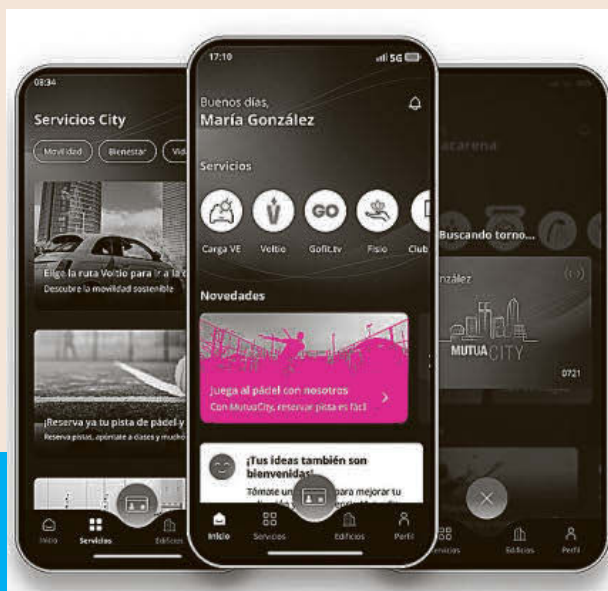 08:34
Servicios City
Movilidad
Bienestar
Elige la ruta Voltio para ir a la
Descubre la movilidad sostenible
¡Reserva ya tu pista de pádel y
Reserva pistas, apúntate a clases y mucho
Inicio
Servicios
Edificios
17:10
5G
Buenos días,
María González
Servicios
Carga VE
Voltio
GO
Gofit.tv
Fisio
Club
Novedades
Juega al pádel con nosotros
Con MutuaCity, reservar pista es fácil
¡Tus ideas también son
bienvenidas!
Tómate un
para mejorar tu
Inicio
Servicios
Edificios
Perfil
acarena
Buscando torno...
nzález
MUTUACITY
0721
ervicios
Edificios
Perfil